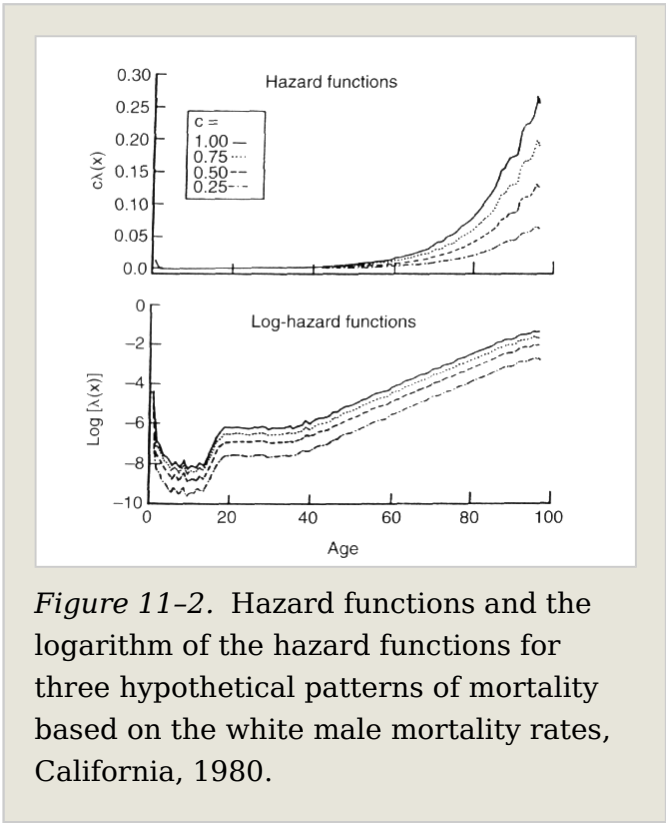 Hazard functions
0.30
0.25
0.20
0.15
0.10
0.05
0.0
cλ(x)
c =
1.00 —
0.75 ·····
0.50 ---
0.25 -·-
Log-hazard functions
0
−2
−4
−6
−8
−10
Log [λ(x)]
0 20 40 60 80 100
Age
Figure 11–2. Hazard functions and the
logarithm of the hazard functions for
three hypothetical patterns of mortality
based on the white male mortality rates,
California, 1980.